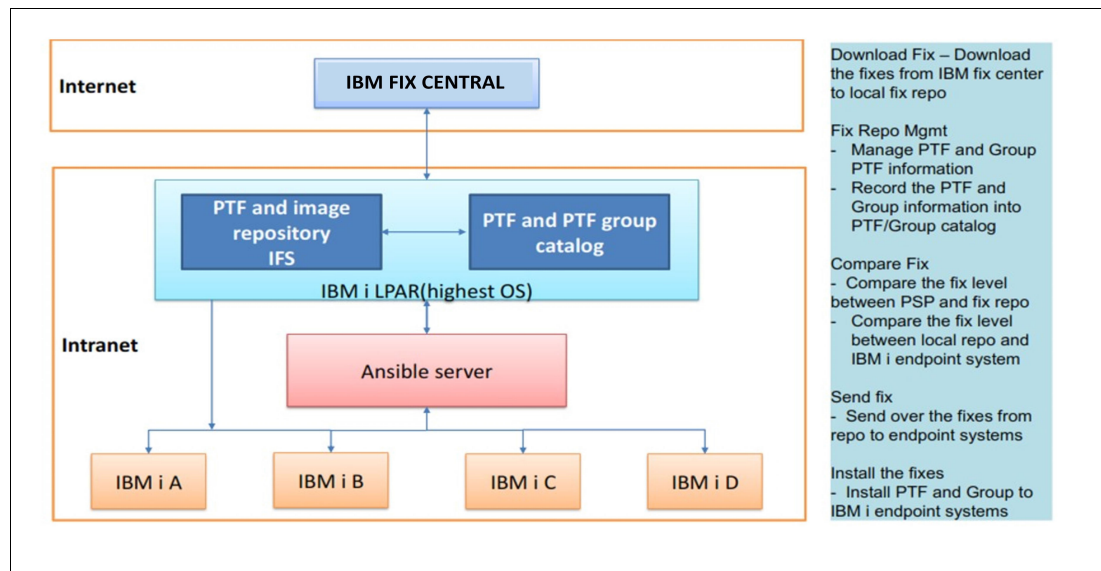 Internet
IBM FIX CENTRAL
Intranet
PTF and image
repository
IFS
PTF and PTF group
catalog
IBM i LPAR(highest OS)
Ansible server
IBM i A
IBM i B
IBM i C
IBM i D
Download Fix – Download
the fixes from IBM fix center
to local fix repo
Fix Repo Mgmt
- Manage PTF and Group
PTF information
- Record the PTF and
Group information into
PTF/Group catalog
Compare Fix
- Compare the fix level
between PSP and fix repo
- Compare the fix level
between local repo and
IBM i endpoint system
Send fix
- Send over the fixes from
repo to endpoint systems
Install the fixes
- Install PTF and Group to
IBM i endpoint systems